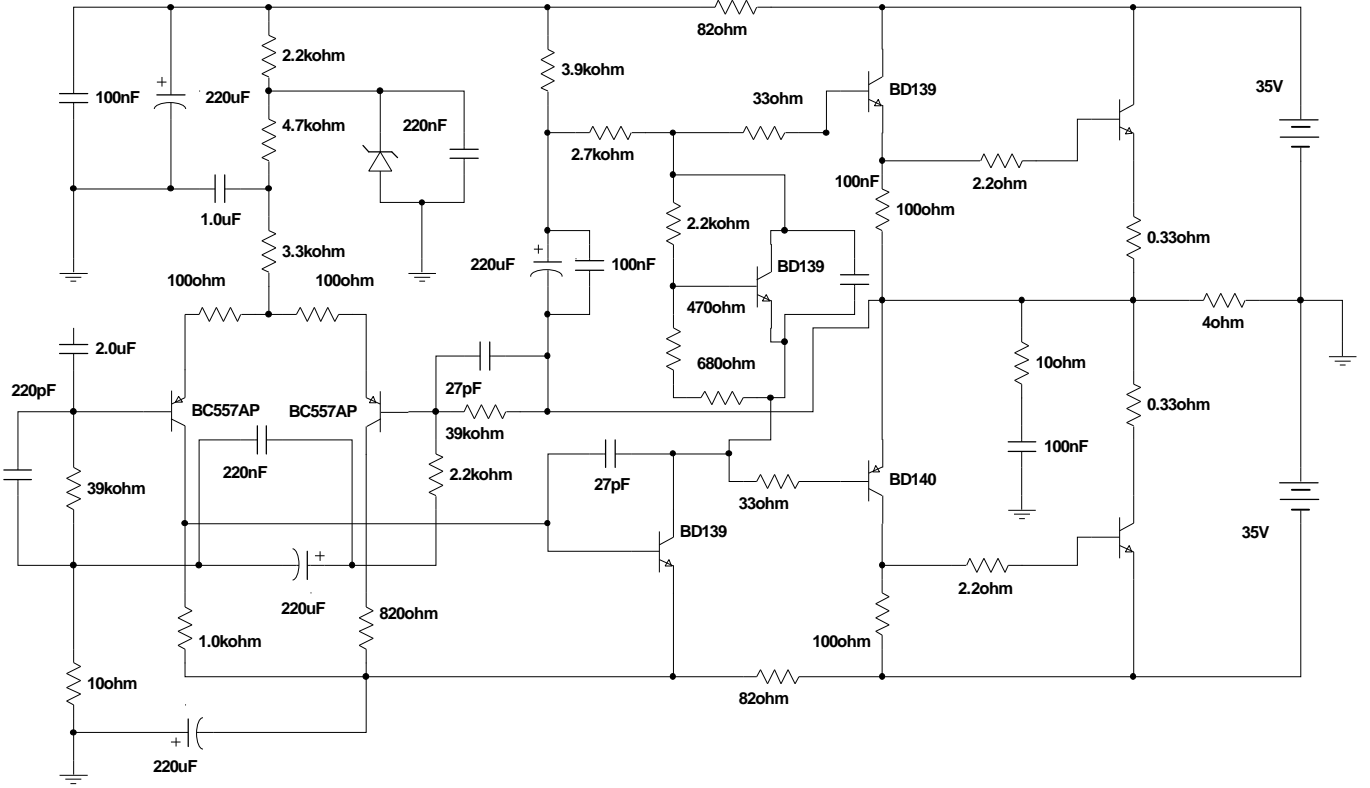 82ohm
2.2kohm
3.9kohm
BD139
100nF
+
220uF
33ohm
35V
4.7kohm
220nF
2.7kohm
2.2ohm
100nF
100ohm
1.0uF
2.2kohm
0.33ohm
3.3kohm
+
220uF
100nF
BD139
100ohm
100ohm
470ohm
4ohm
2.0uF
680ohm
10ohm
220pF
27pF
BC557AP
BC557AP
0.33ohm
39kohm
100nF
220nF
2.2kohm
27pF
BD140
39kohm
33ohm
BD139
35V
+
2.2ohm
220uF
820ohm
1.0kohm
100ohm
10ohm
82ohm
+
220uF